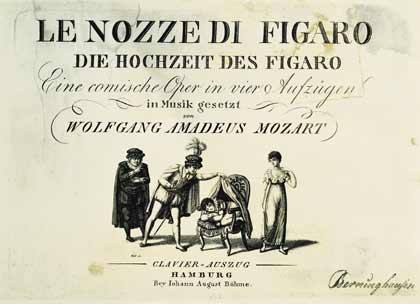 LE NOZZE DI FIGARO
DIE HOCHZEIT DES FIGARO
Eine comische Oper in vier Aufzügen
in Musik gesetzt
von
WOLFGANG AMADEUS MOZART
CLAVIER-AUSZUG
HAMBURG
Bey Johann August Böhme.